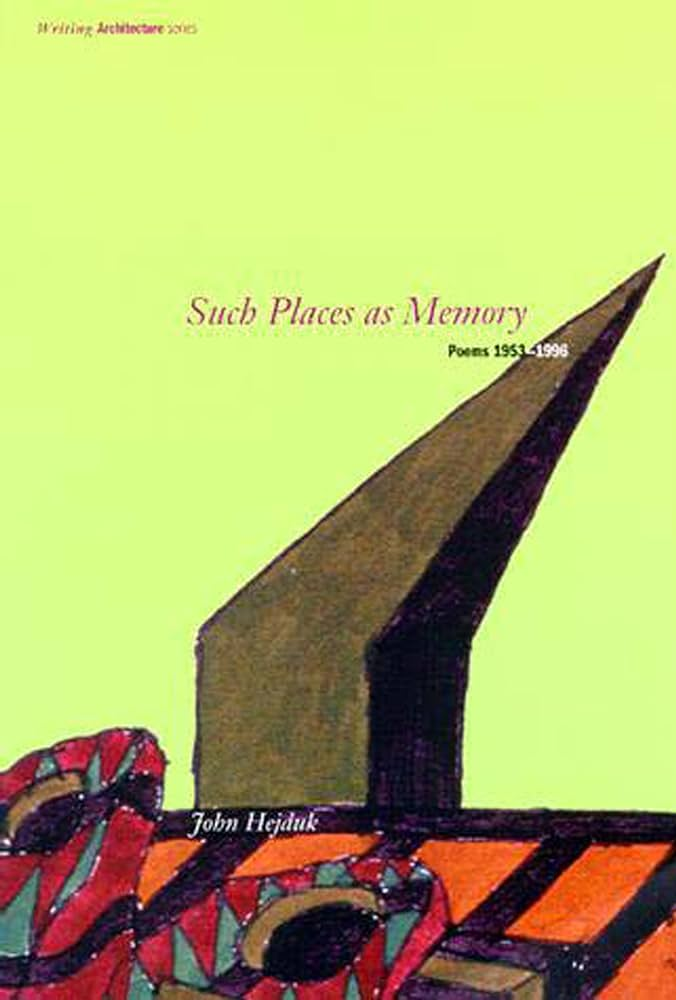 Writing Architecture series
Such Places as Memory
Poems 1953–1996
John Hejduk